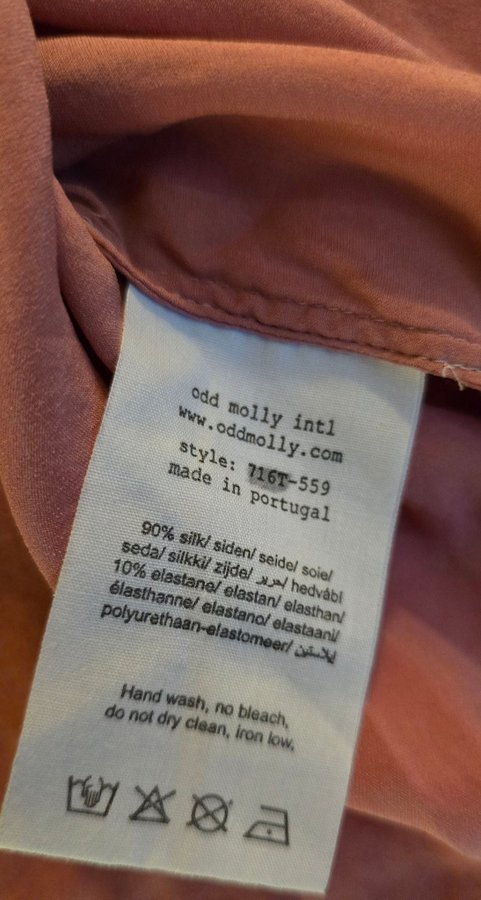 odd molly intl
www.oddmolly.com
style: 716T-559
made in portugal
90% silk/ siden/ seide/ soie/
seda/ silkki/ zijde/ حرير/ hedvábí
10% elastane/ elastan/ elasthan/
élasthanne/ elastano/ elastaani/
polyurethaan-elastomeer/ إيلاستين
Hand wash, no bleach,
do not dry clean, iron low.